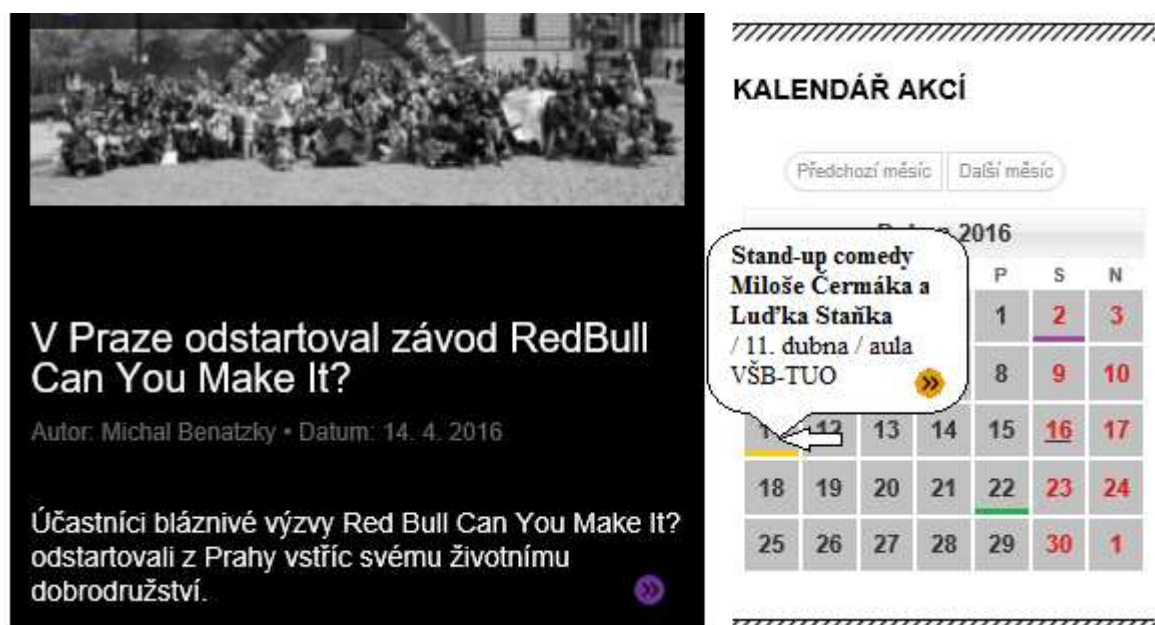 V Praze odstartoval závod RedBull
Can You Make It?
Autor: Michal Benatzky • Datum: 14. 4. 2016
Účastníci bláznivé výzvy Red Bull Can You Make It?
odstartovali z Prahy vstříc svému životnímu
dobrodružství.
KALENDÁŘ AKCÍ
Předchozí měsíc Další měsíc
2016
Stand-up comedy
Miloše Čermáka a
Luďka Staňka
/ 11. dubna / aula
VŠB-TUO
P S N
1 2 3
8 9 10
12 13 14 15 16 17
18 19 20 21 22 23 24
25 26 27 28 29 30 1